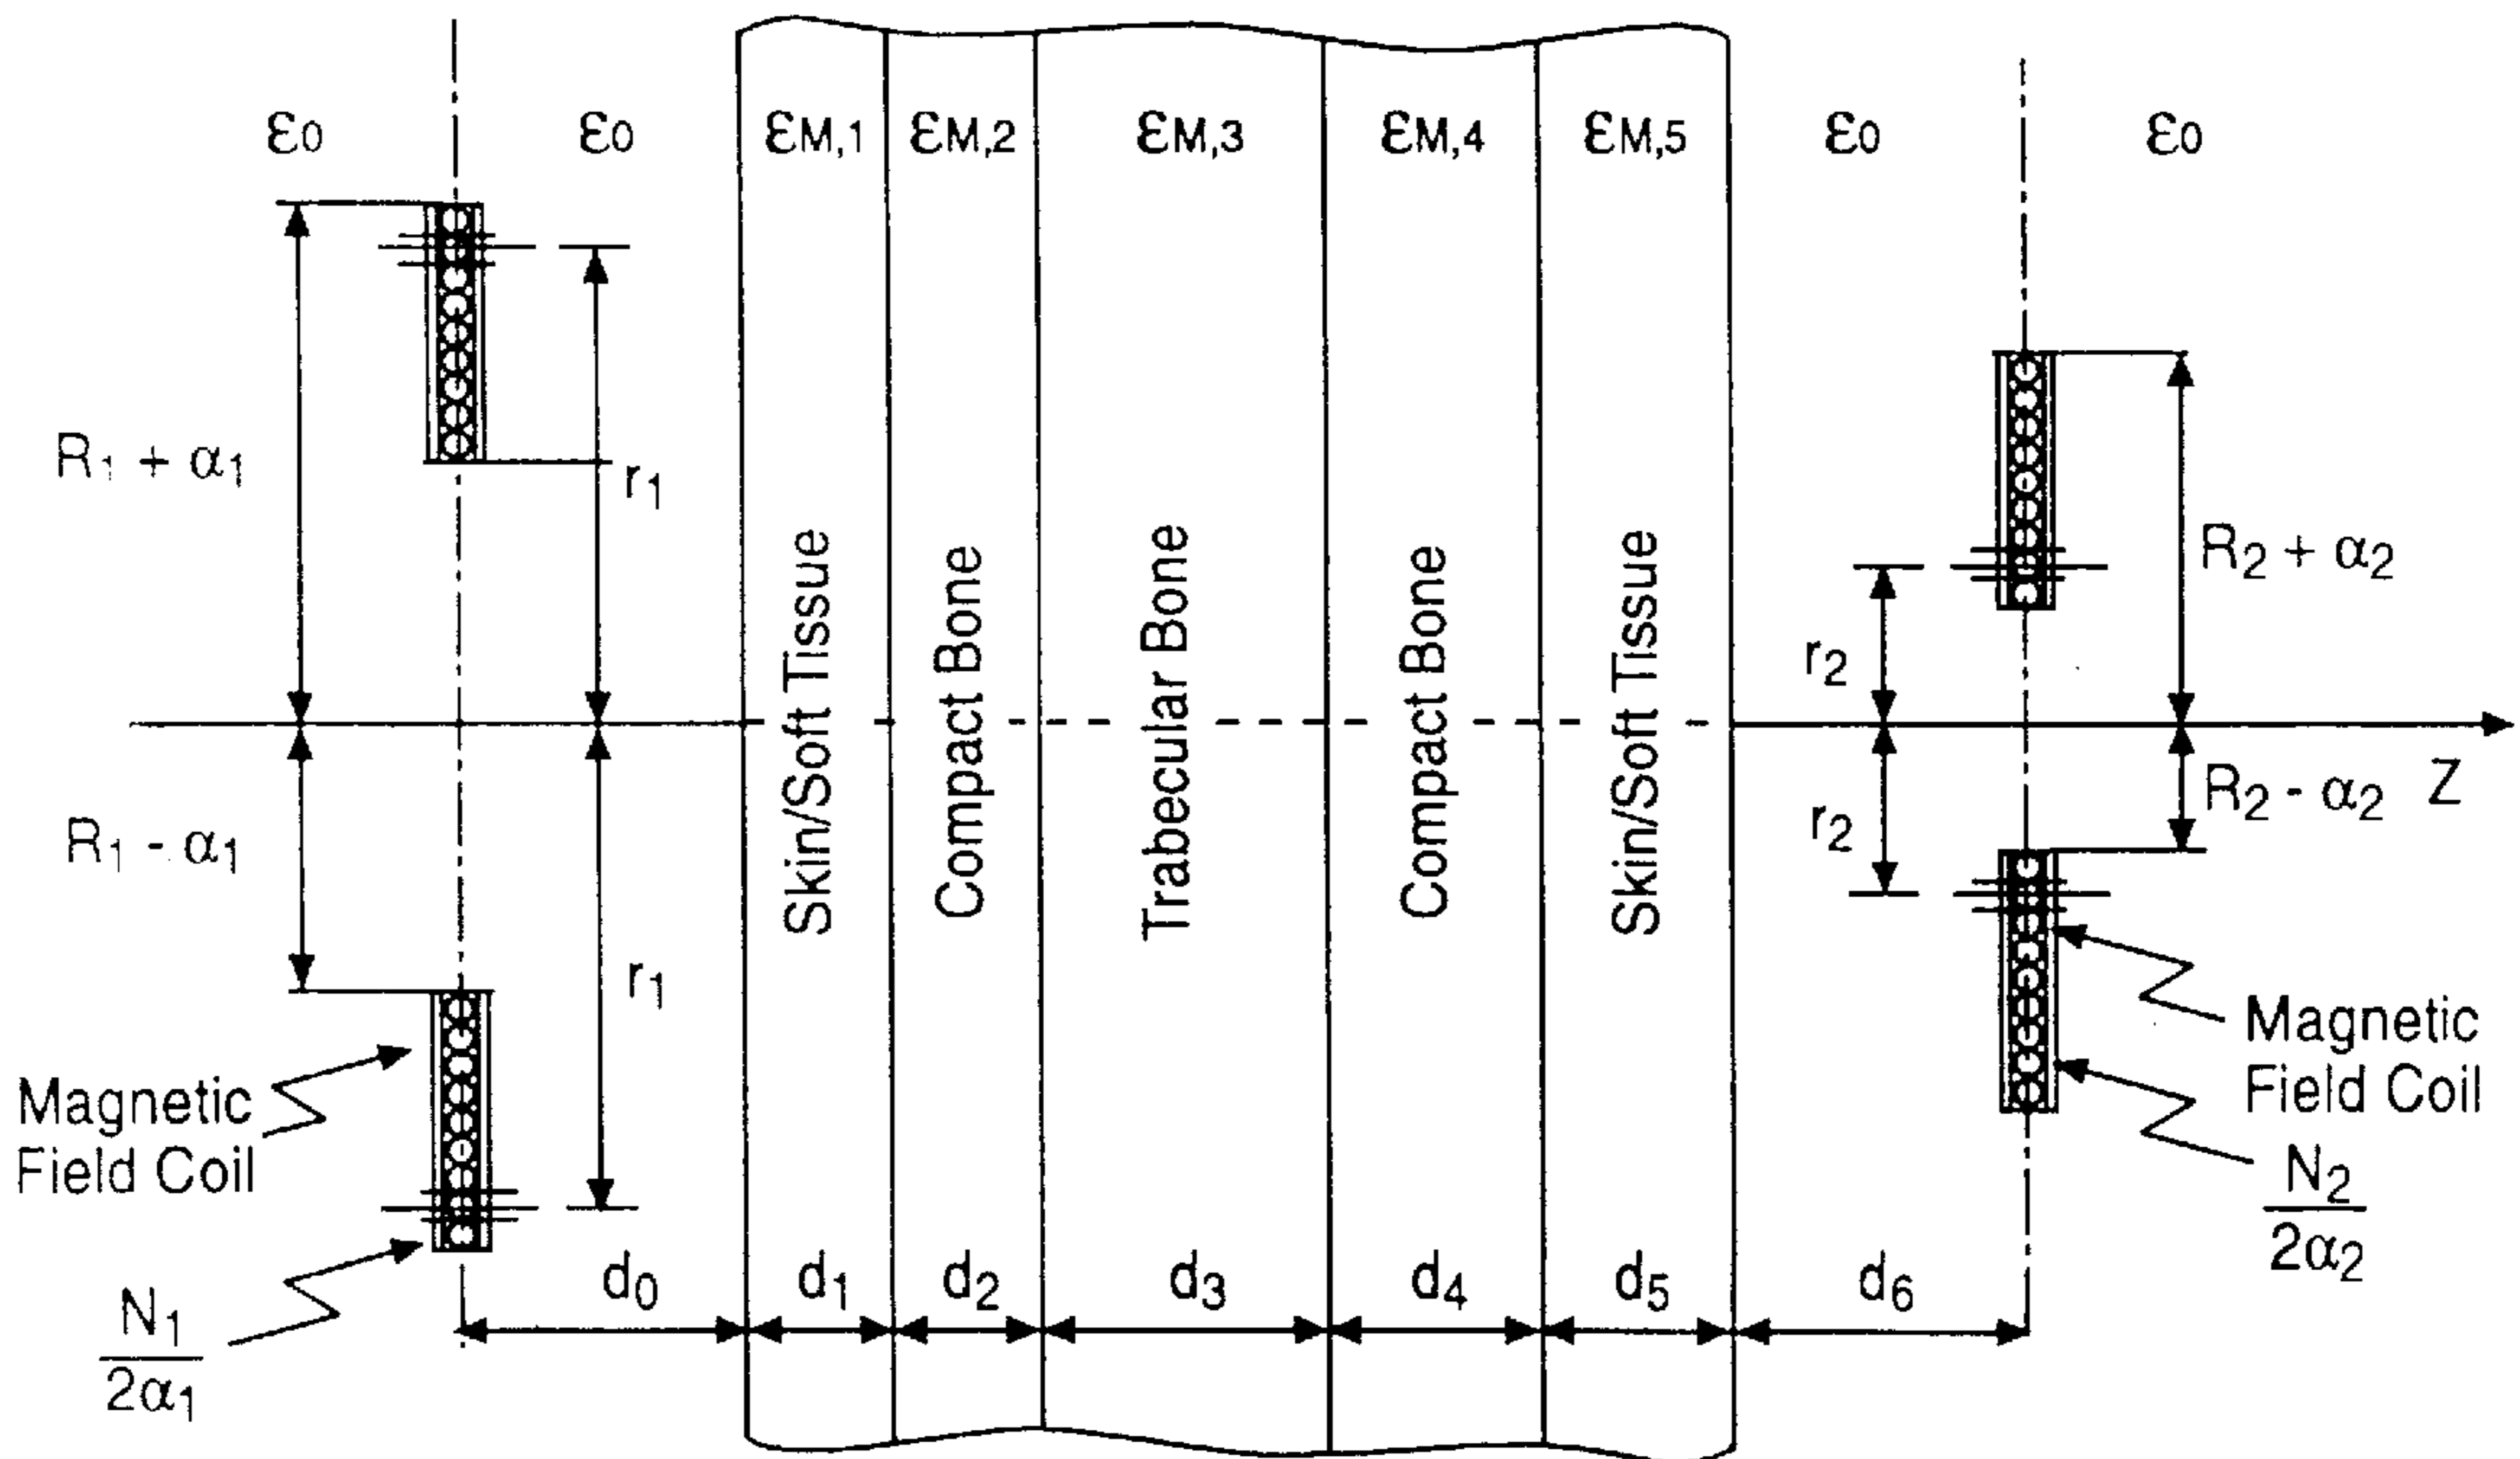 ε0
ε0
εM,1
εM,2
εM,3
εM,4
εM,5
ε0
ε0
R1 + α1
r1
R1 - α1
r1
Magnetic
Field Coil
N1
2α1
Skin/Soft Tissue
Compact Bone
Trabecular Bone
Compact Bone
Skin/Soft Tissue
r2
R2 + α2
r2
R2 - α2
Z
Magnetic
Field Coil
N2
2α2
d0
d1
d2
d3
d4
d5
d6